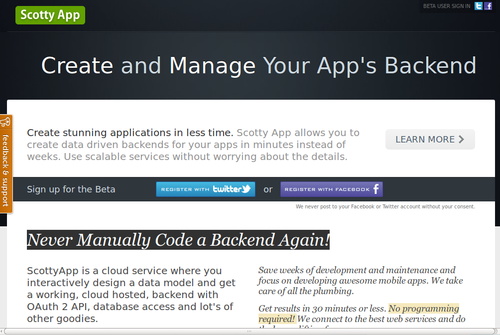 Scotty App
BETA USER SIGN IN
Create and Manage Your App's Backend
Create stunning applications in less time. Scotty App allows you to
create data driven backends for your apps in minutes instead of
weeks. Use scalable services without worrying about the details.
LEARN MORE
feedback & support
Sign up for the Beta
REGISTER WITH twitter
or
REGISTER WITH FACEBOOK
We never post to your Facebook or Twitter account without your consent.
Never Manually Code a Backend Again!
ScottyApp is a cloud service where you
interactively design a data model and get
a working, cloud hosted, backend with
OAuth 2 API, database access and lot's of
other goodies.
Save weeks of development and maintenance and
focus on developing awesome mobile apps. We take
care of all the plumbing.
Get results in 30 minutes or less. No programming
required! We connect to the best web services and do